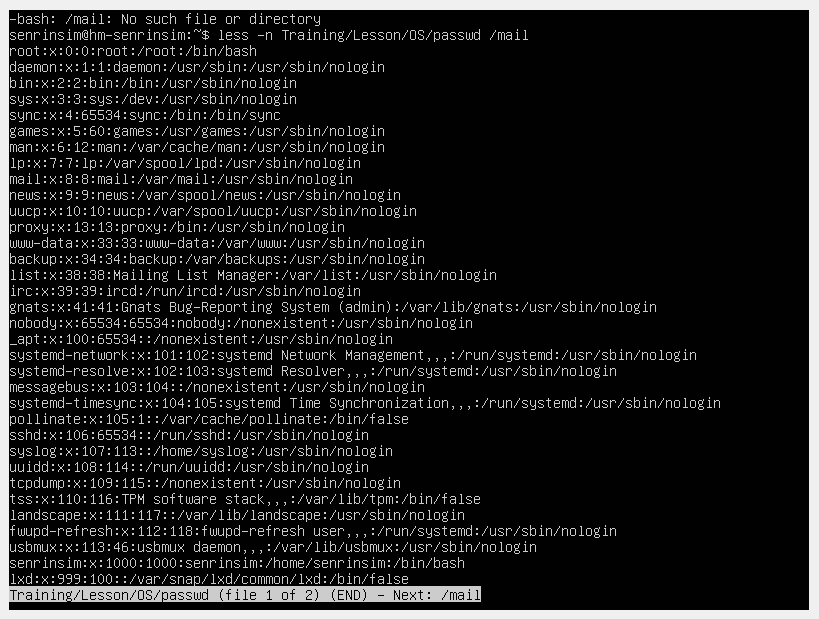 -bash: /mail: No such file or directory
senrinsim@hm-senrinsim:~$ less -n Training/Lesson/OS/passwd /mail
root:x:0:0:root:/root:/bin/bash
daemon:x:1:1:daemon:/usr/sbin:/usr/sbin/nologin
bin:x:2:2:bin:/bin:/usr/sbin/nologin
sys:x:3:3:sys:/dev:/usr/sbin/nologin
sync:x:4:65534:sync:/bin:/bin/sync
games:x:5:60:games:/usr/games:/usr/sbin/nologin
man:x:6:12:man:/var/cache/man:/usr/sbin/nologin
lp:x:7:7:lp:/var/spool/lpd:/usr/sbin/nologin
mail:x:8:8:mail:/var/mail:/usr/sbin/nologin
news:x:9:9:news:/var/spool/news:/usr/sbin/nologin
uucp:x:10:10:uucp:/var/spool/uucp:/usr/sbin/nologin
proxy:x:13:13:proxy:/bin:/usr/sbin/nologin
www-data:x:33:33:www-data:/var/www:/usr/sbin/nologin
backup:x:34:34:backup:/var/backups:/usr/sbin/nologin
list:x:38:38:Mailing List Manager:/var/list:/usr/sbin/nologin
irc:x:39:39:ircd:/run/ircd:/usr/sbin/nologin
gnats:x:41:41:Gnats Bug-Reporting System (admin):/var/lib/gnats:/usr/sbin/nologin
nobody:x:65534:65534:nobody:/nonexistent:/usr/sbin/nologin
_apt:x:100:65534::/nonexistent:/usr/sbin/nologin
systemd-network:x:101:102:systemd Network Management,,,:/run/systemd:/usr/sbin/nologin
systemd-resolve:x:102:103:systemd Resolver,,,:/run/systemd:/usr/sbin/nologin
messagebus:x:103:104::/nonexistent:/usr/sbin/nologin
systemd-timesync:x:104:105:systemd Time Synchronization,,,:/run/systemd:/usr/sbin/nologin
pollinate:x:105:1::/var/cache/pollinate:/bin/false
sshd:x:106:65534::/run/sshd:/usr/sbin/nologin
syslog:x:107:113::/home/syslog:/usr/sbin/nologin
uuidd:x:108:114::/run/uuidd:/usr/sbin/nologin
tcpdump:x:109:115::/nonexistent:/usr/sbin/nologin
tss:x:110:116:TPM software stack,,,:/var/lib/tpm:/bin/false
landscape:x:111:117::/var/lib/landscape:/usr/sbin/nologin
fwupd-refresh:x:112:118:fwupd-refresh user,,,:/run/systemd:/usr/sbin/nologin
usbmux:x:113:46:usbmux daemon,,,:/var/lib/usbmux:/usr/sbin/nologin
senrinsim:x:1000:1000:senrinsim:/home/senrinsim:/bin/bash
lxd:x:999:100::/var/snap/lxd/common/lxd:/bin/false
Training/Lesson/OS/passwd (file 1 of 2) (END) - Next: /mail